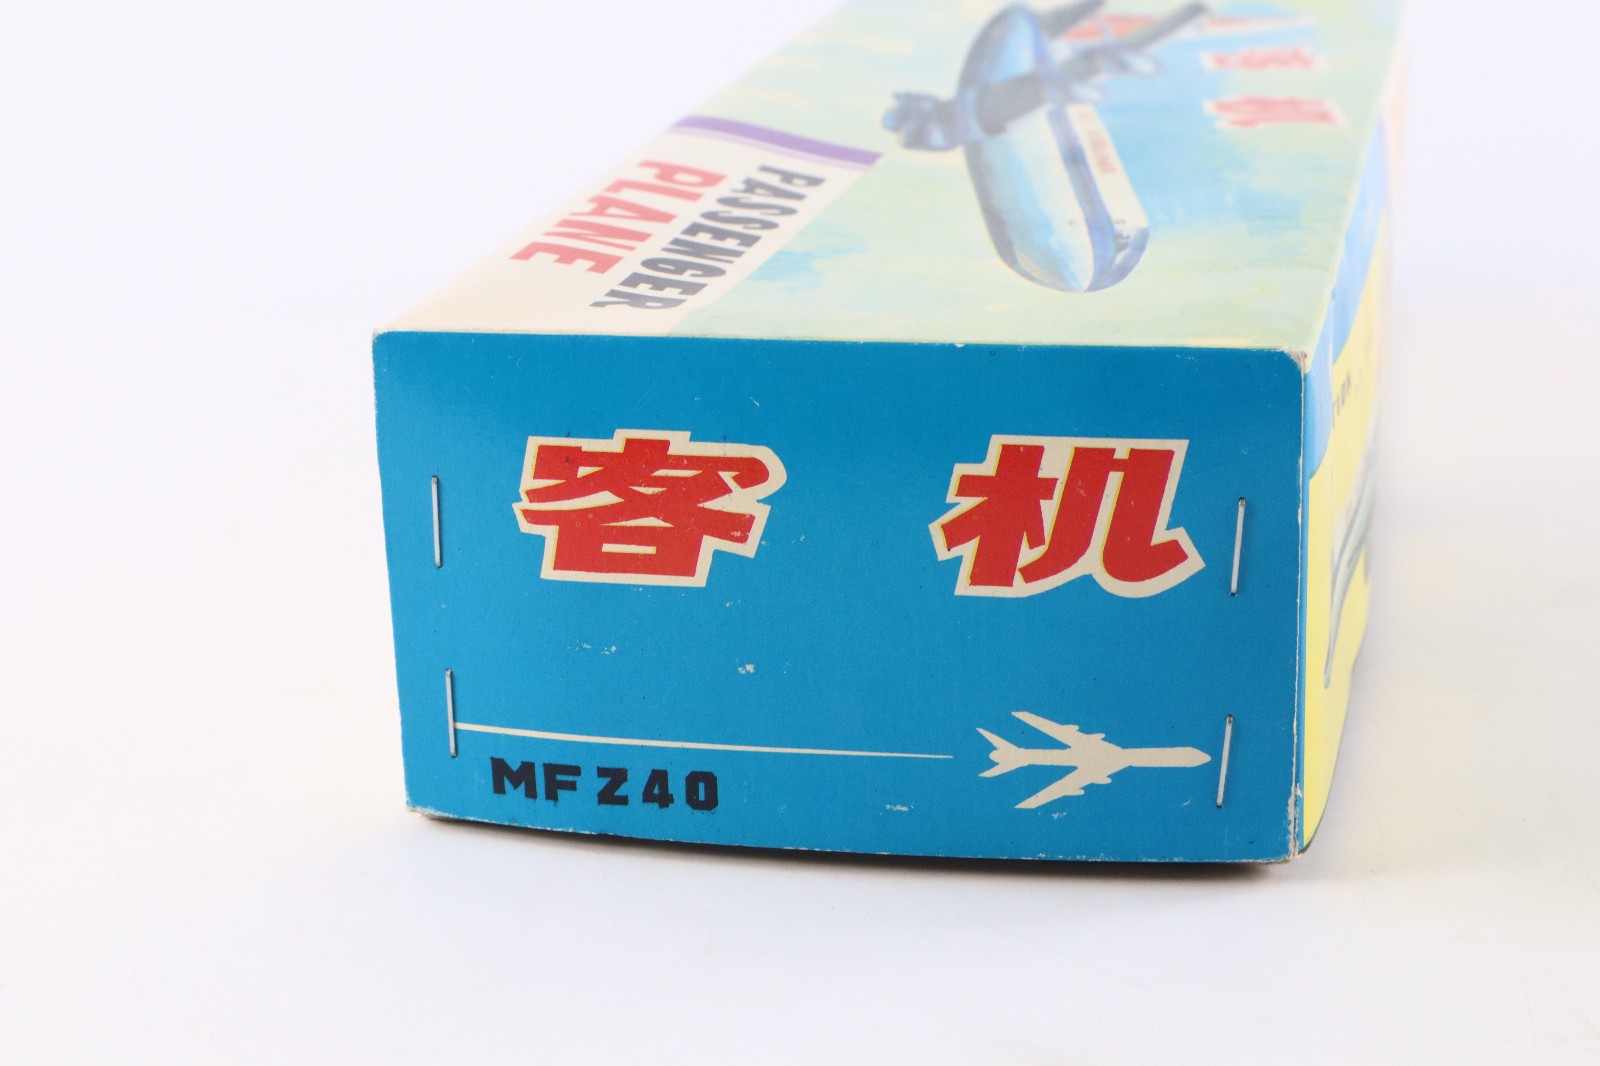 PASSENGER
PLANE
客机
客 机
MF Z40